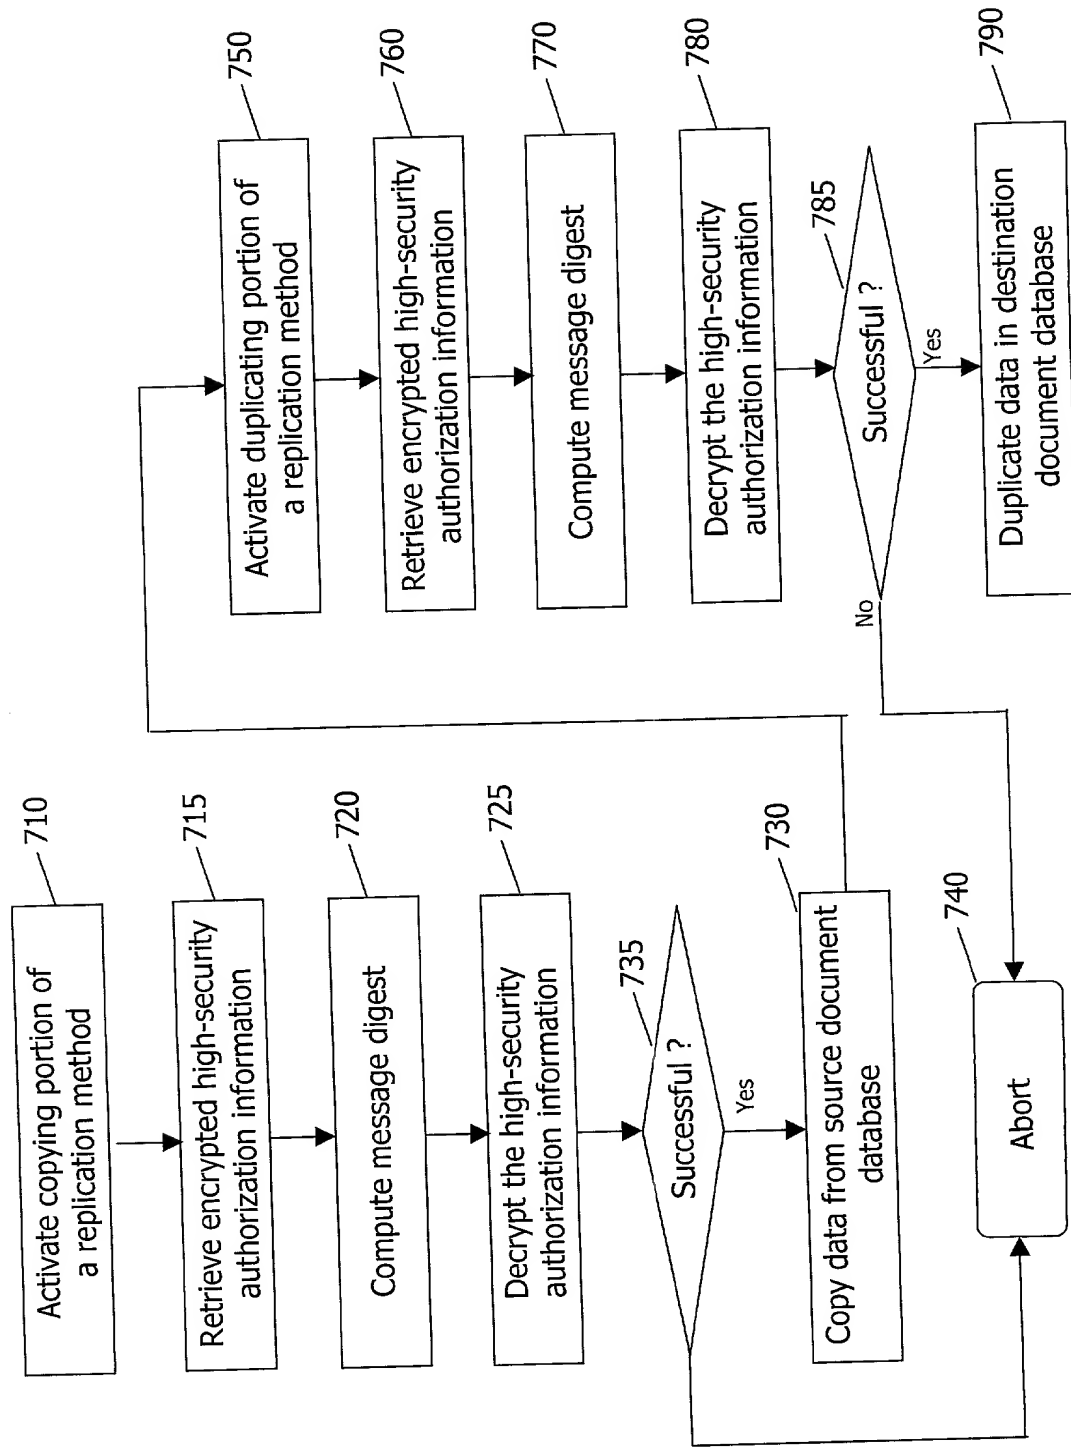 710
Activate copying portion of
a replication method
715
Retrieve encrypted high-security
authorization information
720
Compute message digest
725
Decrypt the high-security
authorization information
735
Successful ?
Yes
730
Copy data from source document
database
740
Abort
750
Activate duplicating portion of
a replication method
760
Retrieve encrypted high-security
authorization information
770
Compute message digest
780
Decrypt the high-security
authorization information
785
Successful ?
No
Yes
790
Duplicate data in destination
document database